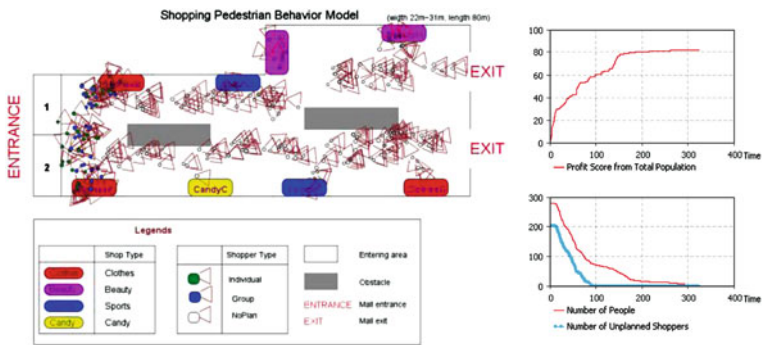 Shopping Pedestrian Behavior Model
(width 22m~31m. length 80m)
ENTRANCE
1
2
EXIT
EXIT
CandyC
Legends
Shop Type
Clothes
Beauty
Sports
Candy
Candy
Shopper Type
Individual
Group
NoPlan
Entering area
Obstacle
ENTRANCE Mall entrance
EXIT Mall exit
100
80
60
40
20
0
0 100 200 300 400 Time
Profit Score from Total Population
300
200
100
0
0 100 200 300 400 Time
Number of People
Number of Unplanned Shoppers